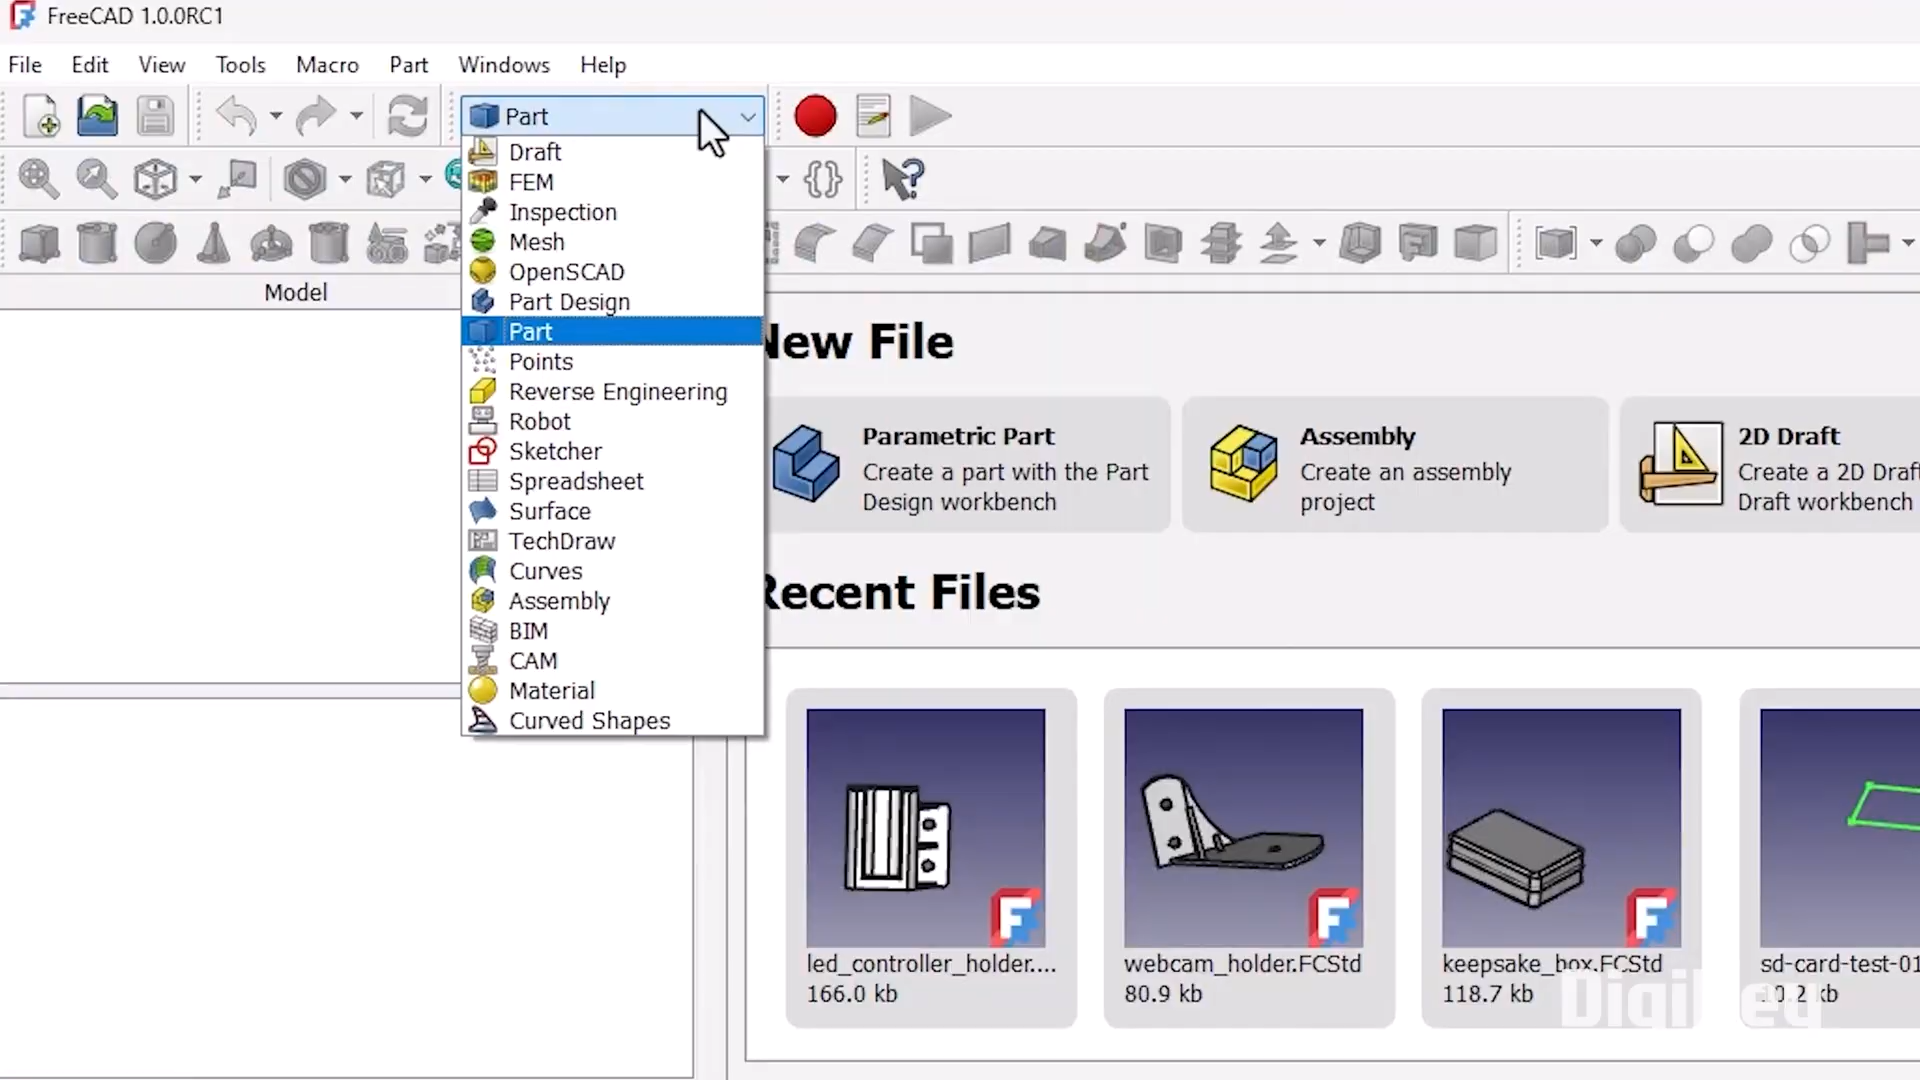 FreeCAD 1.0.0RC1
File Edit View Tools Macro Part Windows Help
Part
Draft
FEM
Inspection
Mesh
OpenSCAD
Part Design
Part
Points
Reverse Engineering
Robot
Sketcher
Spreadsheet
Surface
TechDraw
Curves
Assembly
BIM
CAM
Material
Curved Shapes
Model
New File
Parametric Part
Create a part with the Part
Design workbench
Assembly
Create an assembly
project
2D Draft
Create a 2D Draft
Draft workbench
Recent Files
led_controller_holder....
166.0 kb
webcam_holder.FCStd
80.9 kb
keepsake_box.FCStd
118.7 kb
sd-card-test-01
kb
DigiKey